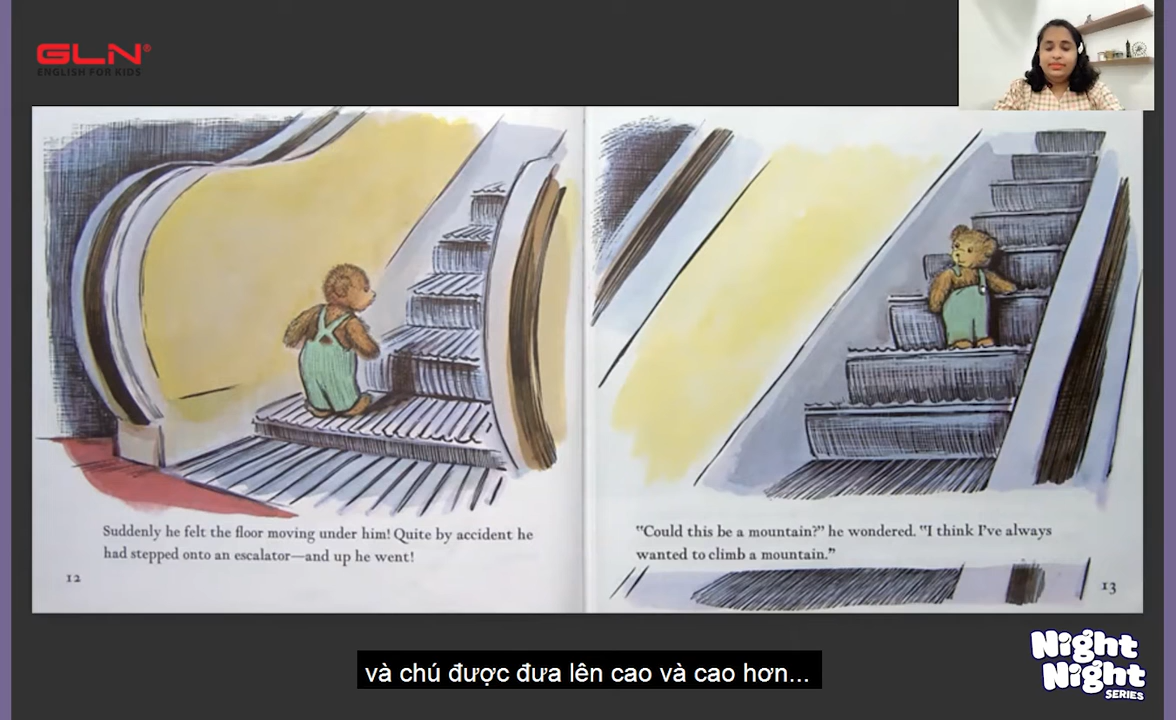 GLN®
ENGLISH FOR KIDS
Suddenly he felt the floor moving under him! Quite by accident he
had stepped onto an escalator—and up he went!
12
"Could this be a mountain?" he wondered. "I think I've always
wanted to climb a mountain."
13
và chú được đưa lên cao và cao hơn...
Night
Night
SERIES